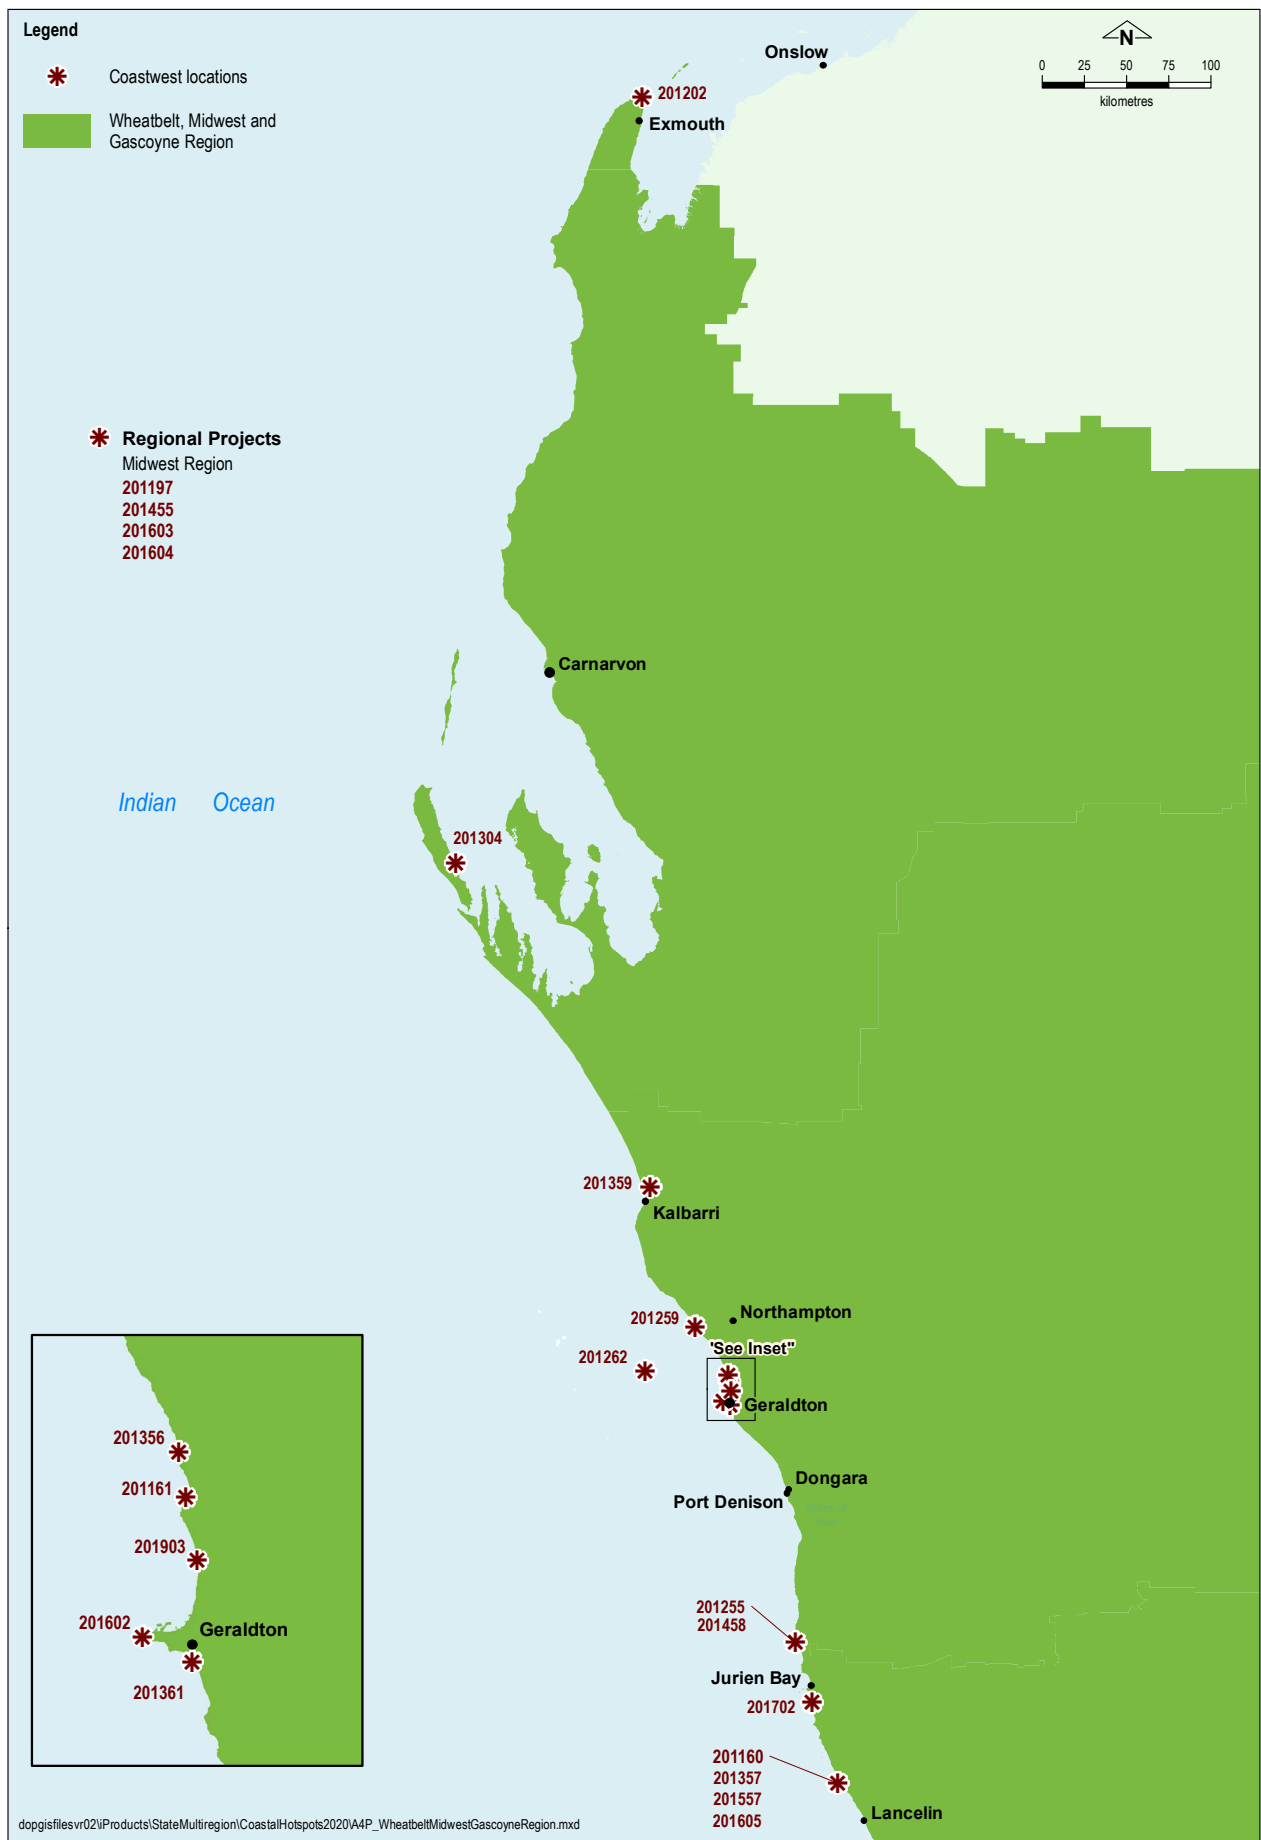 Legend
Coastwest locations
Wheatbelt, Midwest and
Gascoyne Region
N
0 25 50 75 100
kilometres
Onslow
201202
Exmouth
Regional Projects
Midwest Region
201197
201455
201603
201604
Carnarvon
Indian Ocean
201304
201359
Kalbarri
201259
Northampton
"See Inset"
201262
Geraldton
Dongara
Port Denison
201255
201458
Jurien Bay
201702
201160
201357
201557
201605
Lancelin
201356
201161
201903
201602
Geraldton
201361
dopgisfilesvr02\iProducts\StateMultiregion\CoastalHotspots2020\A4P_WheatbeltMidwestGascoyneRegion.mxd